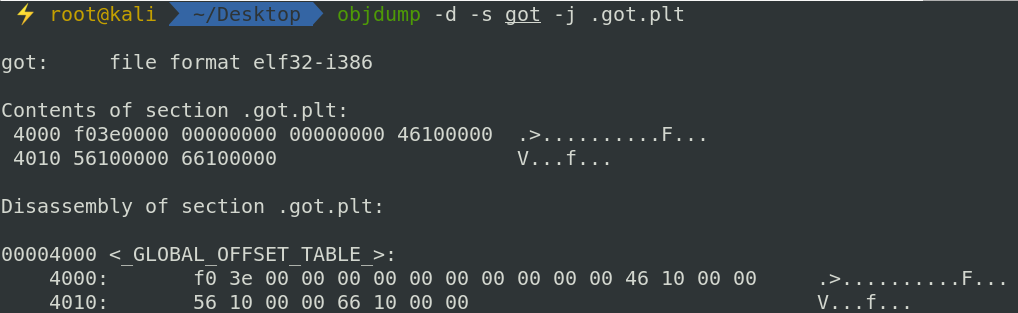 ⚡ root@kali ~/Desktop objdump -d -s got -j .got.plt
got:     file format elf32-i386
Contents of section .got.plt:
 4000 f03e0000 00000000 00000000 46100000  .>..........F...
 4010 56100000 66100000                    V...f...
Disassembly of section .got.plt:
00004000 <_GLOBAL_OFFSET_TABLE_>:
    4000:       f0 3e 00 00 00 00 00 00 00 00 00 00 46 10 00 00     .>..........F...
    4010:       56 10 00 00 66 10 00 00                             V...f...